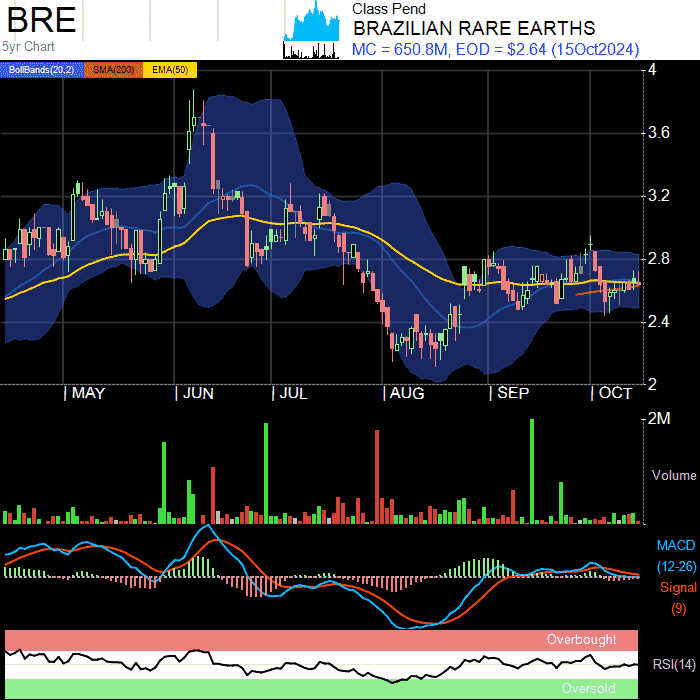 BRE
5yr Chart
Class Pend
BRAZILIAN RARE EARTHS
MC = 650.8M, EOD = $2.64 (15Oct2024)
BollBands(20,2) SMA(200) EMA(50)
4
3.6
3.2
2.8
2.4
2
MAY JUN JUL AUG SEP OCT
2M
Volume
MACD
(12-26)
Signal
(9)
Overbought
RSI(14)
Oversold